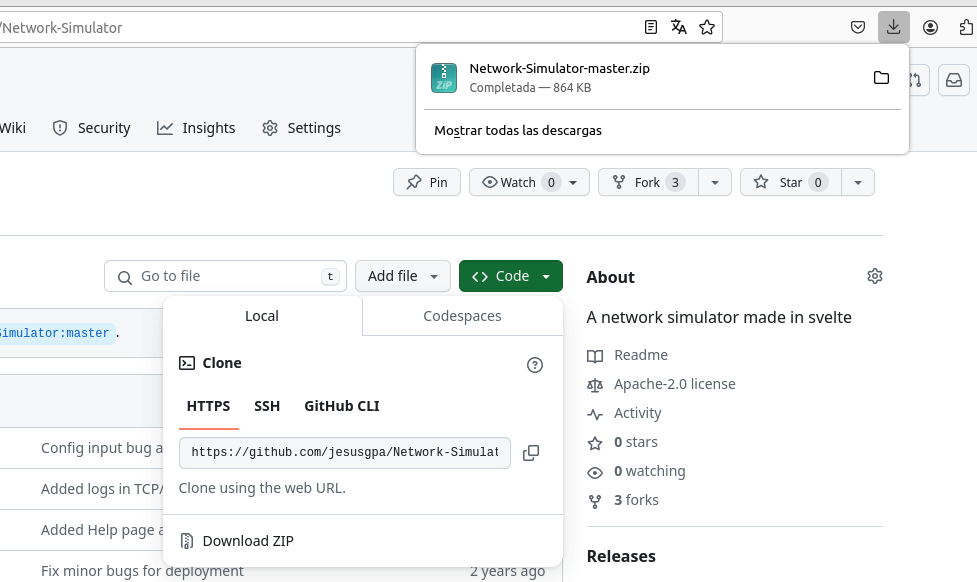 /Network-Simulator
Network-Simulator-master.zip
ZIP
Completada — 864 KB
Mostrar todas las descargas
Wiki
Security
Insights
Settings
Pin
Watch 0
Fork 3
Star 0
Go to file t
Add file
<> Code
About
Local
Codespaces
A network simulator made in svelte
Simulator:master .
Clone
Readme
Apache-2.0 license
HTTPS
SSH
GitHub CLI
Activity
0 stars
Config input bug a
https://github.com/jesusgpa/Network-Simulat
0 watching
Added logs in TCP/
Clone using the web URL.
3 forks
Added Help page a
Download ZIP
Releases
Fix minor bugs for deployment
2 years ago